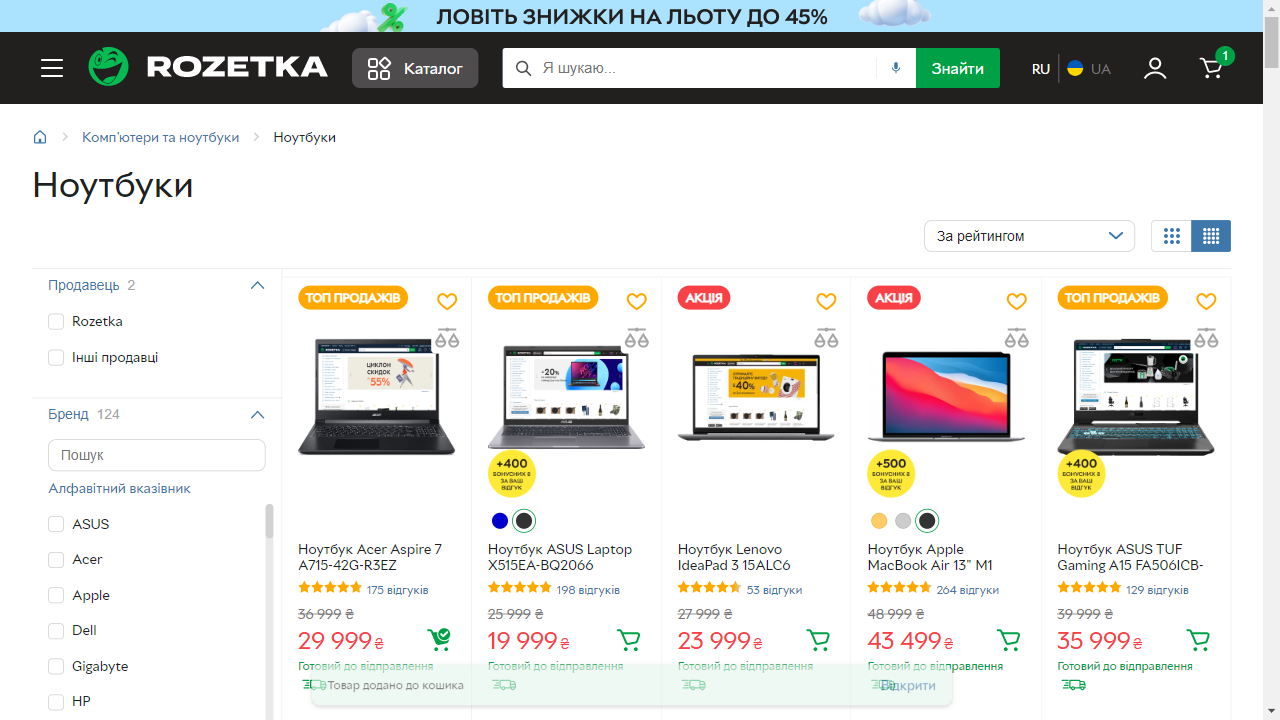 ЛОВІТЬ ЗНИЖКИ НА ЛЬОТУ ДО 45%
ROZETKA
Каталог
Я шукаю...
Знайти
RU
UA
1
Комп'ютери та ноутбуки
Ноутбуки
Ноутбуки
За рейтингом
Продавець 2
Rozetka
Інші продавці
Бренд 124
Пошук
Алфавітний вказівник
ASUS
Acer
Apple
Dell
Gigabyte
HP
ТОП ПРОДАЖІВ
ЦИКЛОН
СКИДОК
55%
Ноутбук Acer Aspire 7
A715-42G-R3EZ
175 відгуків
36 999 ₴
29 999 ₴
Готовий до відправлення
ТОП ПРОДАЖІВ
-20%
+400
БОНУСНИХ ₴
ЗА ВАШ
ВІДГУК
Ноутбук ASUS Laptop
X515EA-BQ2066
198 відгуків
25 999 ₴
19 999 ₴
Готовий до відправлення
АКЦІЯ
-40%
Ноутбук Lenovo
IdeaPad 3 15ALC6
53 відгуки
27 999 ₴
23 999 ₴
Готовий до відправлення
АКЦІЯ
+500
БОНУСНИХ ₴
ЗА ВАШ
ВІДГУК
Ноутбук Apple
MacBook Air 13" M1
264 відгуки
48 999 ₴
43 499 ₴
Готовий до відправлення
ТОП ПРОДАЖІВ
+400
БОНУСНИХ ₴
ЗА ВАШ
ВІДГУК
Ноутбук ASUS TUF
Gaming A15 FA506ICB-
129 відгуків
39 999 ₴
35 999 ₴
Готовий до відправлення
Товар додано до кошика
Відкрити